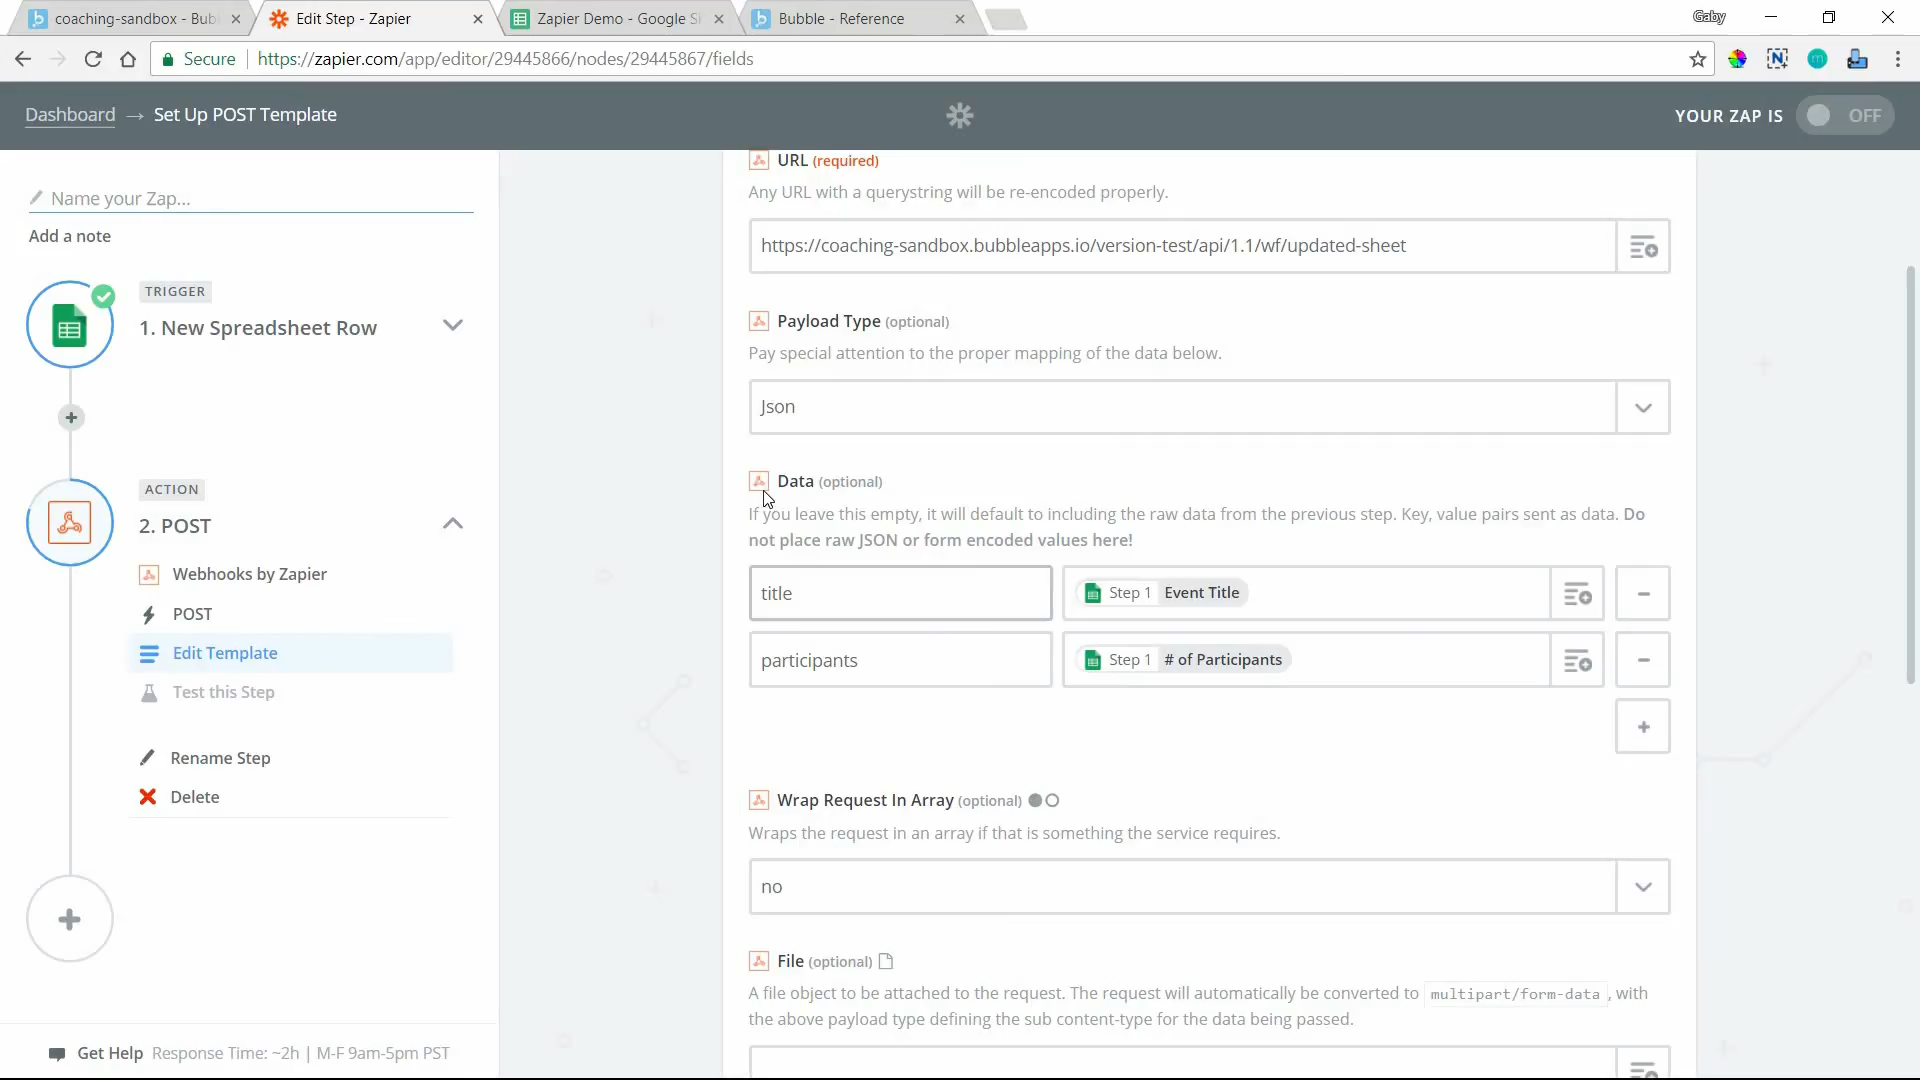 coaching-sandbox - Bub
Edit Step - Zapier
Zapier Demo - Google S
Bubble - Reference
Gaby
Secure
https://zapier.com/app/editor/29445866/nodes/29445867/fields
Dashboard → Set Up POST Template
YOUR ZAP IS OFF
Name your Zap...
Add a note
TRIGGER
1. New Spreadsheet Row
ACTION
2. POST
Webhooks by Zapier
POST
Edit Template
Test this Step
Rename Step
Delete
Get Help Response Time: ~2h | M-F 9am-5pm PST
URL (required)
Any URL with a querystring will be re-encoded properly.
https://coaching-sandbox.bubbleapps.io/version-test/api/1.1/wf/updated-sheet
Payload Type (optional)
Pay special attention to the proper mapping of the data below.
Json
Data (optional)
If you leave this empty, it will default to including the raw data from the previous step. Key, value pairs sent as data. Do
not place raw JSON or form encoded values here!
title Step 1 Event Title
participants Step 1 # of Participants
Wrap Request In Array (optional)
Wraps the request in an array if that is something the service requires.
no
File (optional)
A file object to be attached to the request. The request will automatically be converted to multipart/form-data , with
the above payload type defining the sub content-type for the data being passed.